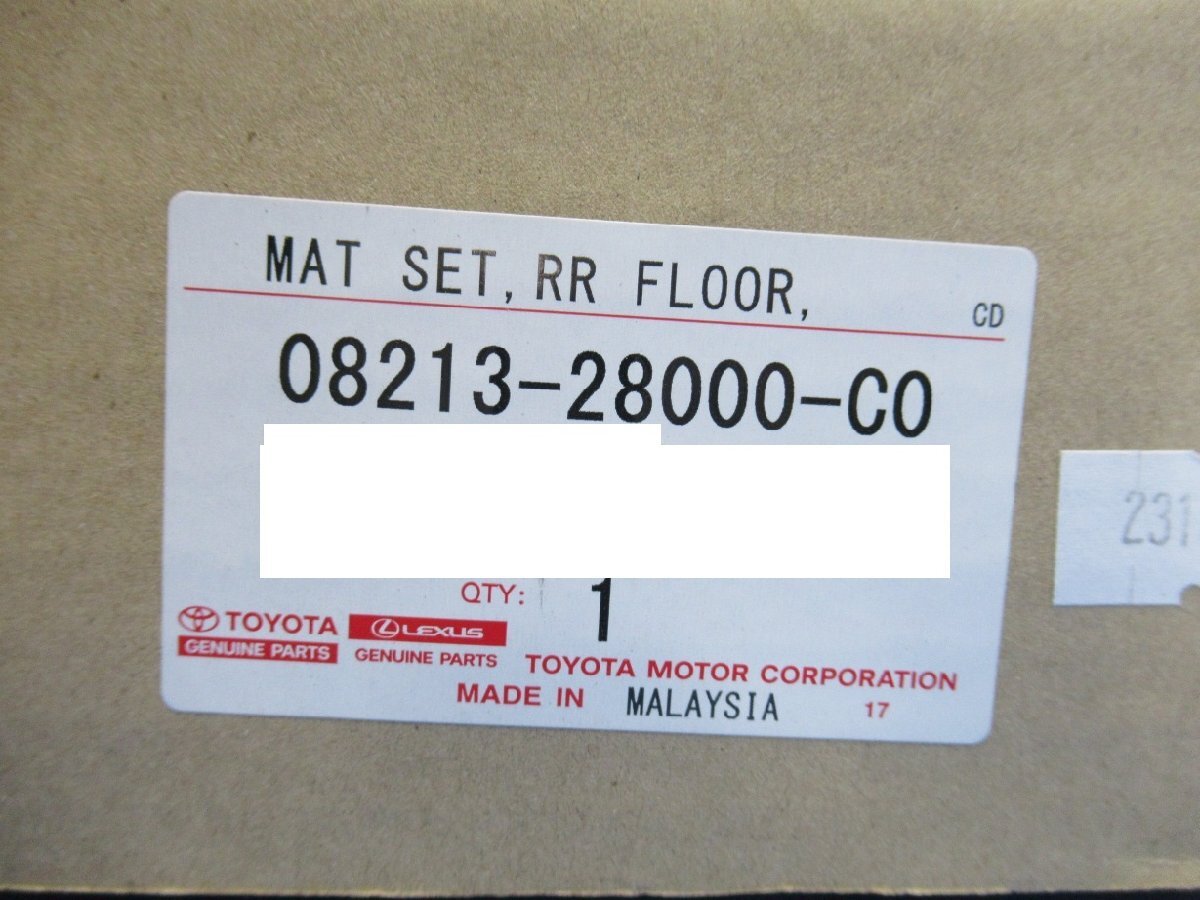 MAT SET, RR FLOOR,
CD
08213-28000-C0
231
QTY: 1
TOYOTA
GENUINE PARTS
LEXUS
GENUINE PARTS
TOYOTA MOTOR CORPORATION
MADE IN MALAYSIA 17